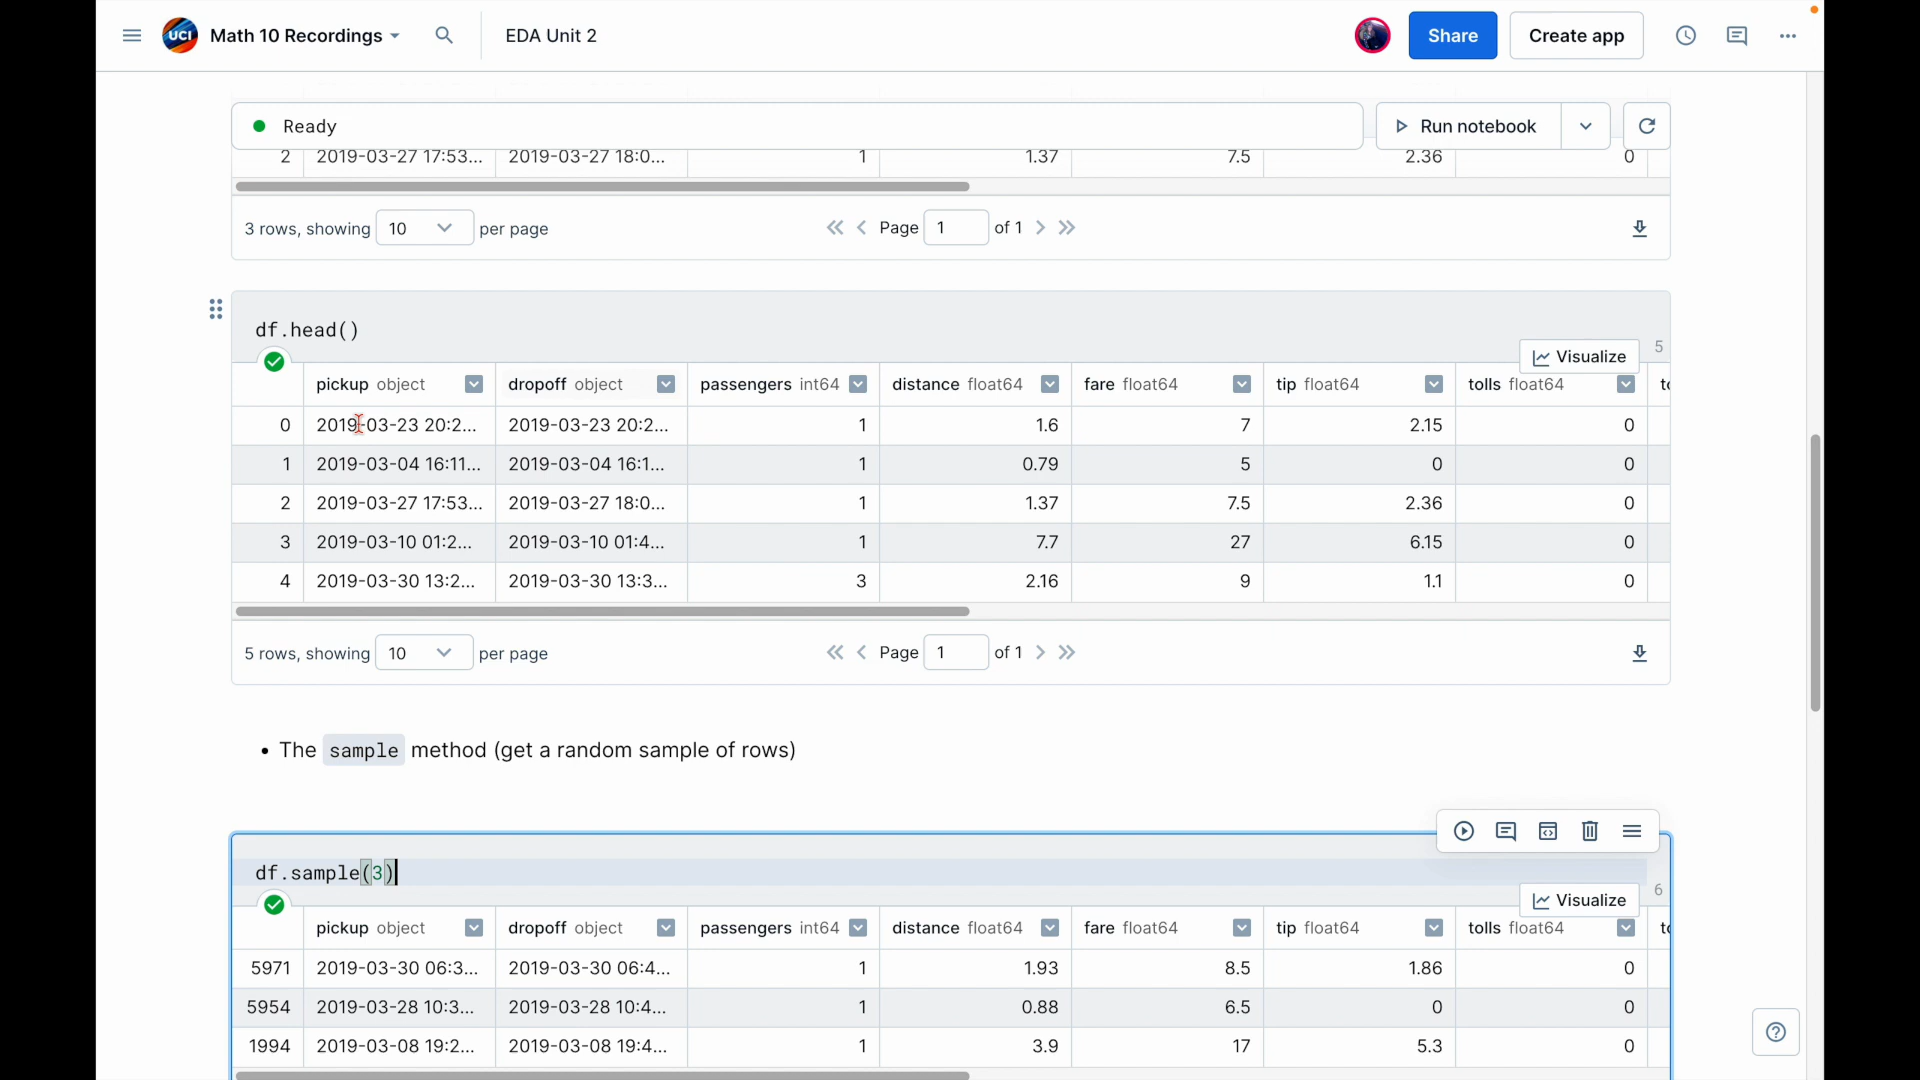 UCI Math 10 Recordings EDA Unit 2 Share Create app
Ready Run notebook
2 2019-03-27 17:53... 2019-03-27 18:0... 1 1.37 7.5 2.36 0
3 rows, showing 10 per page Page 1 of 1
df.head()
Visualize 5
pickup object dropoff object passengers int64 distance float64 fare float64 tip float64 tolls float64
0 2019-03-23 20:2... 2019-03-23 20:2... 1 1.6 7 2.15 0
1 2019-03-04 16:11... 2019-03-04 16:1... 1 0.79 5 0 0
2 2019-03-27 17:53... 2019-03-27 18:0... 1 1.37 7.5 2.36 0
3 2019-03-10 01:2... 2019-03-10 01:4... 1 7.7 27 6.15 0
4 2019-03-30 13:2... 2019-03-30 13:3... 3 2.16 9 1.1 0
5 rows, showing 10 per page Page 1 of 1
• The sample method (get a random sample of rows)
df.sample(3)
Visualize 6
pickup object dropoff object passengers int64 distance float64 fare float64 tip float64 tolls float64
5971 2019-03-30 06:3... 2019-03-30 06:4... 1 1.93 8.5 1.86 0
5954 2019-03-28 10:3... 2019-03-28 10:4... 1 0.88 6.5 0 0
1994 2019-03-08 19:2... 2019-03-08 19:4... 1 3.9 17 5.3 0